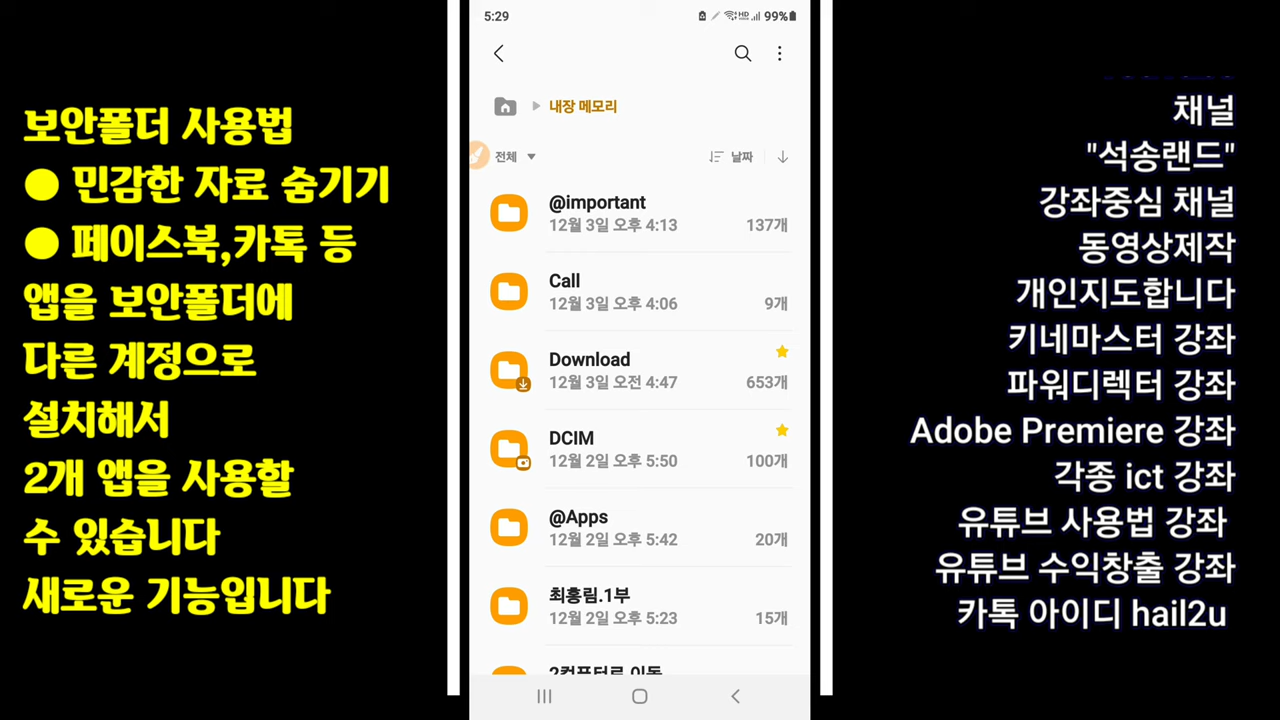 보안폴더 사용법
● 민감한 자료 숨기기
● 페이스북,카톡 등
앱을 보안폴더에
다른 계정으로
설치해서
2개 앱을 사용할
수 있습니다
새로운 기능입니다
5:29
99%
내장 메모리
전체
날짜
@important
12월 3일 오후 4:13
137개
Call
12월 3일 오후 4:06
9개
Download
12월 3일 오전 4:47
653개
DCIM
12월 2일 오후 5:50
100개
@Apps
12월 2일 오후 5:42
20개
최홍림.1부
12월 2일 오후 5:23
15개
2컴퓨터로 이동
채널
"석송랜드"
강좌중심 채널
동영상제작
개인지도합니다
키네마스터 강좌
파워디렉터 강좌
Adobe Premiere 강좌
각종 ict 강좌
유튜브 사용법 강좌
유튜브 수익창출 강좌
카톡 아이디 hail2u